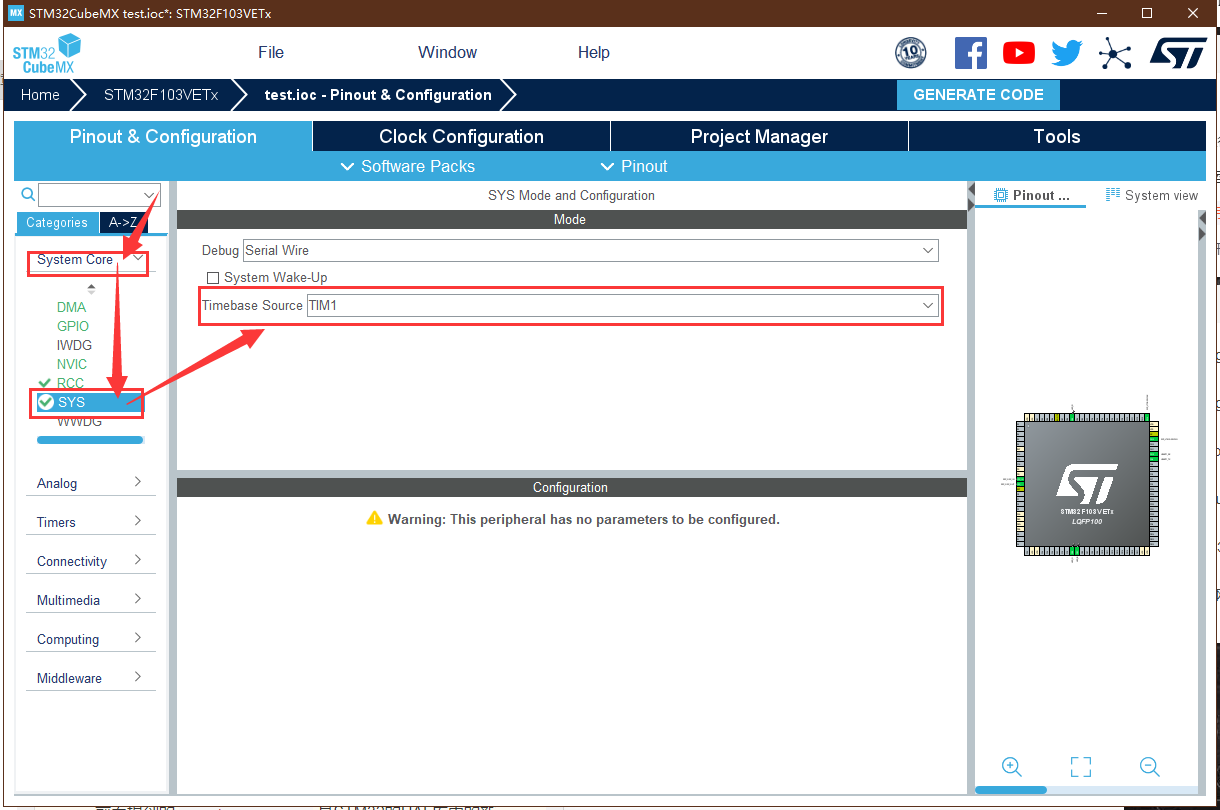 MX STM32CubeMX test.ioc*: STM32F103VETx
STM32
CubeMX
File
Window
Help
10
Home
STM32F103VETx
test.ioc - Pinout & Configuration
GENERATE CODE
Pinout & Configuration
Clock Configuration
Project Manager
Tools
Software Packs
Pinout
Categories
A->Z
System Core
DMA
GPIO
IWDG
NVIC
RCC
SYS
WWDG
Analog
Timers
Connectivity
Multimedia
Computing
Middleware
SYS Mode and Configuration
Mode
Debug Serial Wire
System Wake-Up
Timebase Source TIM1
Configuration
Warning: This peripheral has no parameters to be configured.
Pinout ...
System view
STM32F103VETx
LQFP100